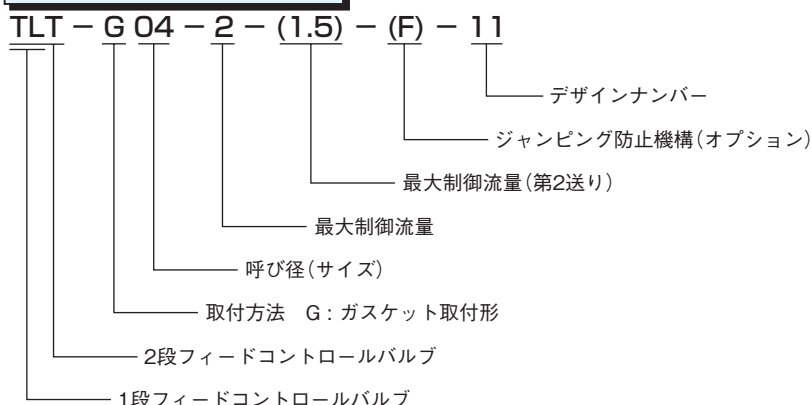 TLT－G 04－2－(1.5)－(F)－11
デザインナンバー
ジャンピング防止機構(オプション)
最大制御流量(第2送り)
最大制御流量
呼び径(サイズ)
取付方法　G：ガスケット取付形
2段フィードコントロールバルブ
1段フィードコントロールバルブ